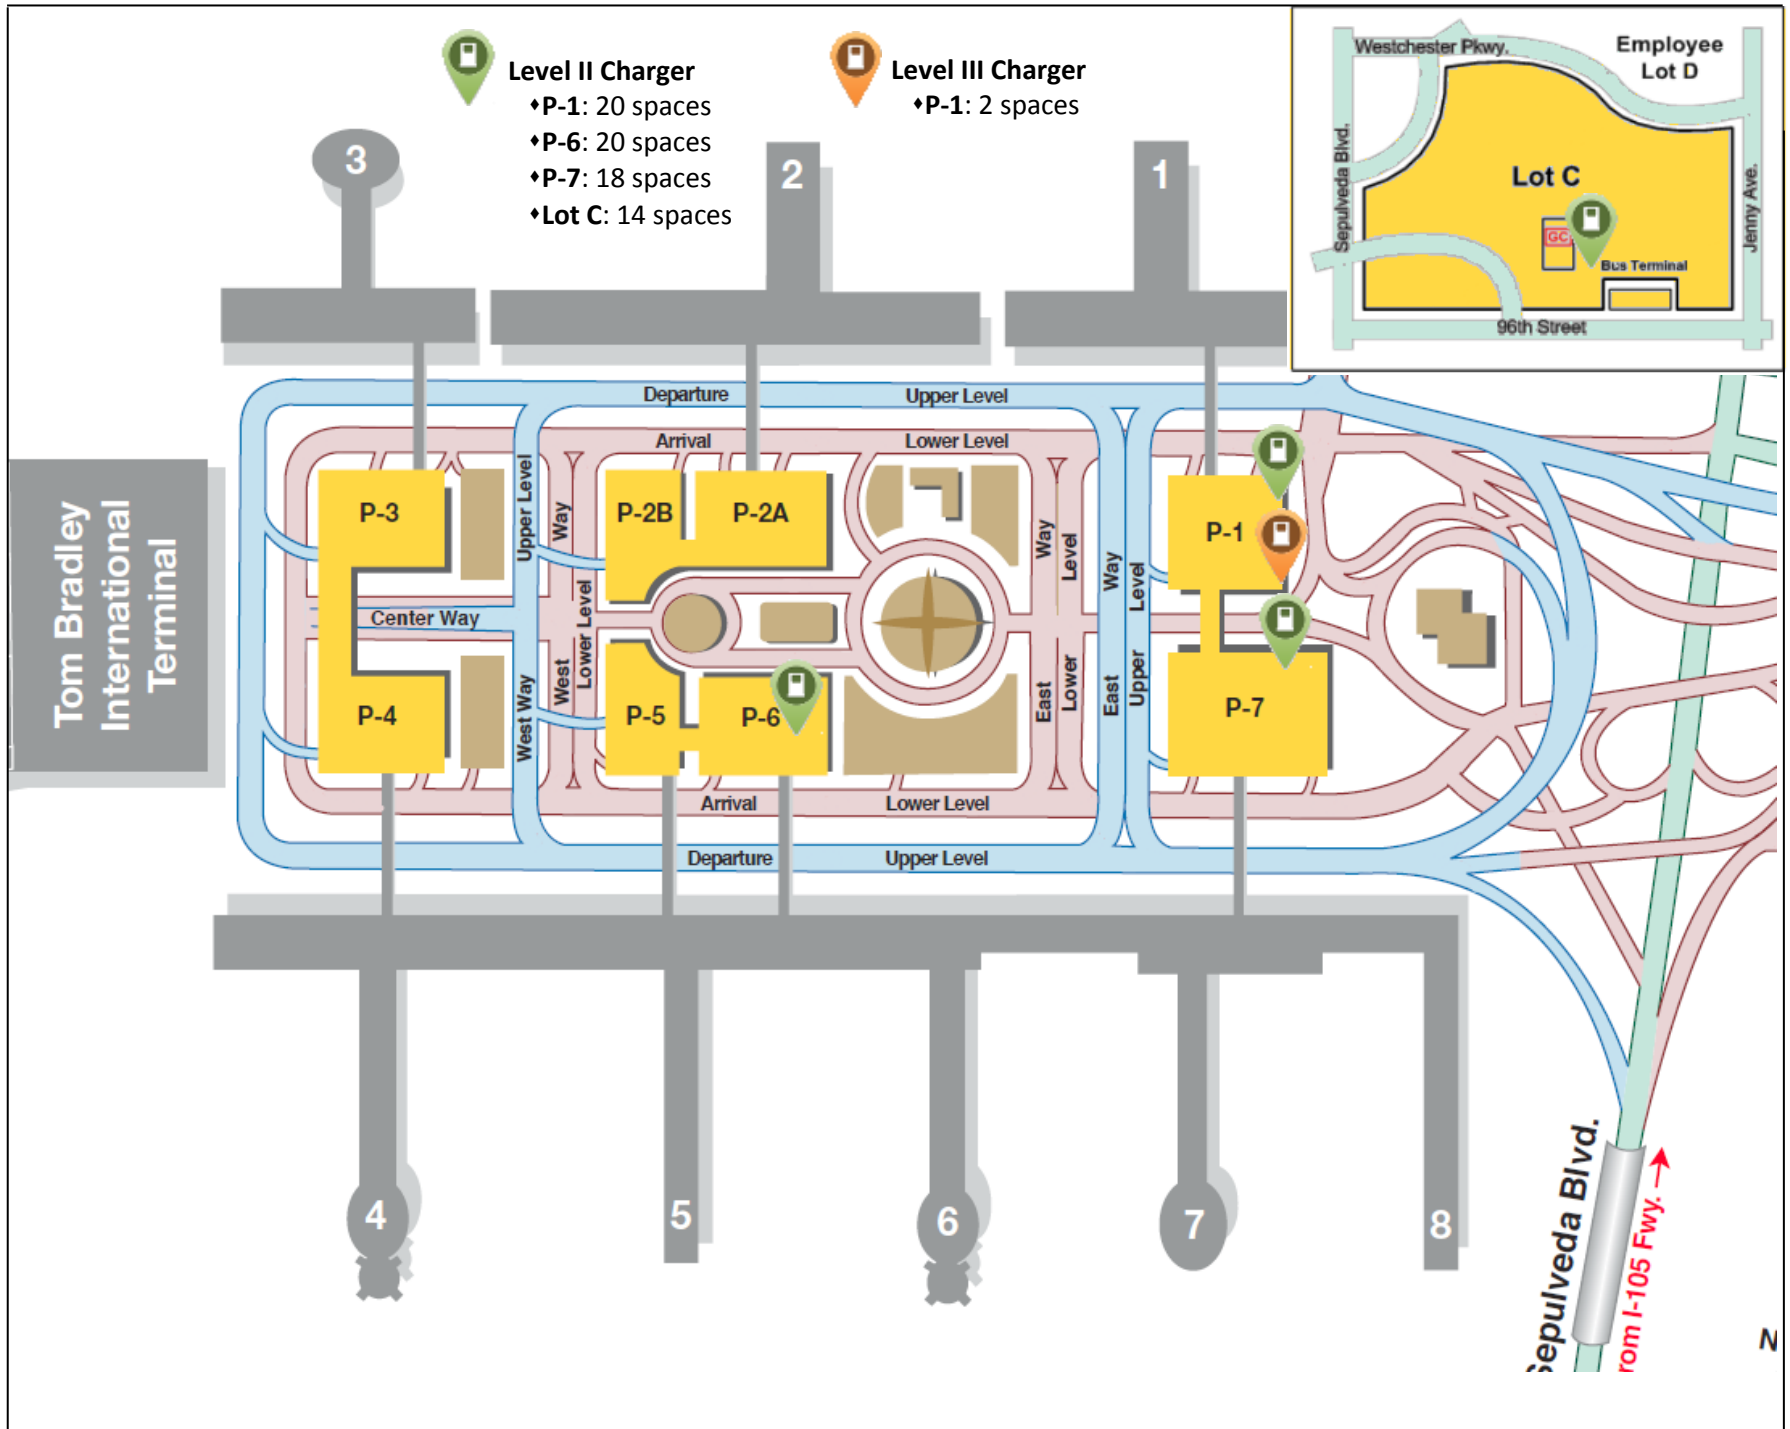 Level II Charger
♦P-1: 20 spaces
♦P-6: 20 spaces
♦P-7: 18 spaces
♦Lot C: 14 spaces
Level III Charger
♦P-1: 2 spaces
Westchester Pkwy.
Employee
Lot D
Sepulveda Blvd.
Lot C
Jenny Ave.
GC
Bus Terminal
96th Street
3
2
1
Departure
Upper Level
Arrival
Lower Level
Tom Bradley
International
Terminal
P-3
Upper Level
Way
P-2B
P-2A
Way
Level
Way
Level
P-1
Center Way
Lower Level
West Way
West
P-4
P-5
P-6
East
Lower
East
Upper
P-7
Arrival
Lower Level
Departure
Upper Level
4
5
6
7
8
Sepulveda Blvd.
rom I-105 Fwy.
N